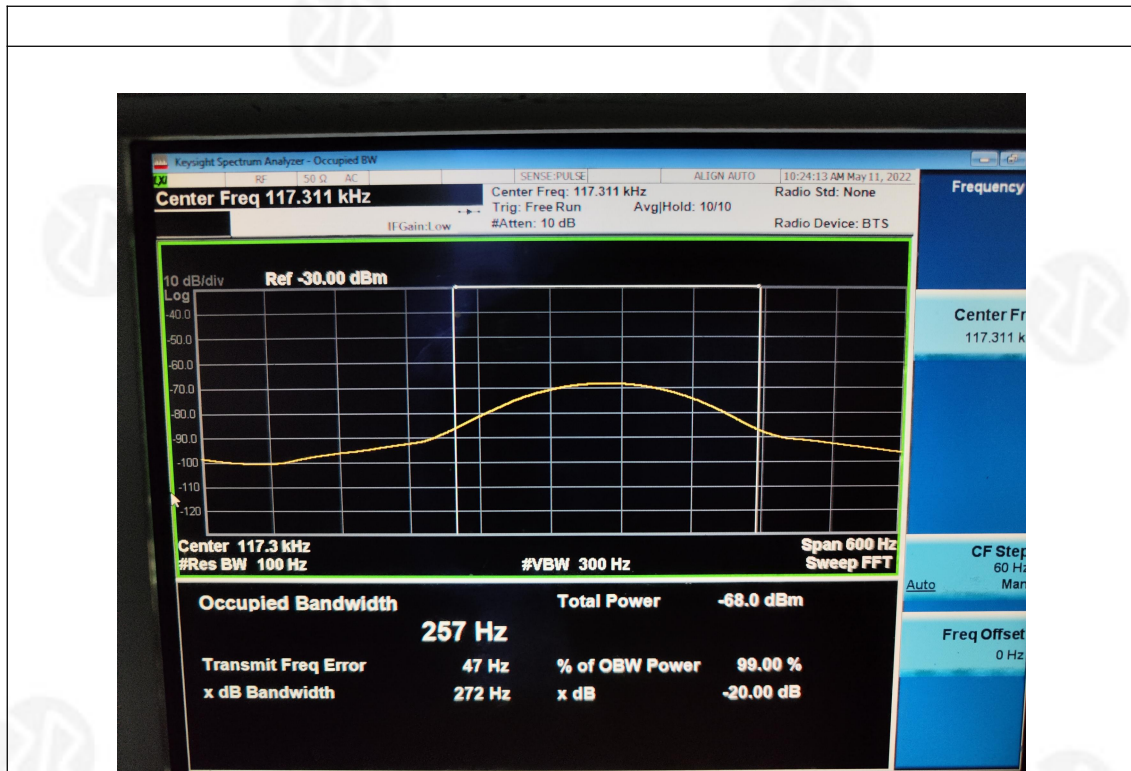 Keysight Spectrum Analyzer - Occupied BW
RF 50 Ω AC SENSE:PULSE ALIGN AUTO 10:24:13 AM May 11, 2022
Center Freq 117.311 kHz
Center Freq: 117.311 kHz Radio Std: None
Trig: Free Run Avg|Hold: 10/10
IFGain:Low #Atten: 10 dB Radio Device: BTS
10 dB/div Ref -30.00 dBm
Log
-40.0
-50.0
-60.0
-70.0
-80.0
-90.0
-100
-110
-120
Center 117.3 kHz Span 600 Hz
#Res BW 100 Hz #VBW 300 Hz Sweep FFT
Occupied Bandwidth Total Power -68.0 dBm
257 Hz
Transmit Freq Error 47 Hz % of OBW Power 99.00 %
x dB Bandwidth 272 Hz x dB -20.00 dB
Frequency
Center Fr
117.311 k
CF Step
60 Hz
Auto Man
Freq Offset
0 Hz